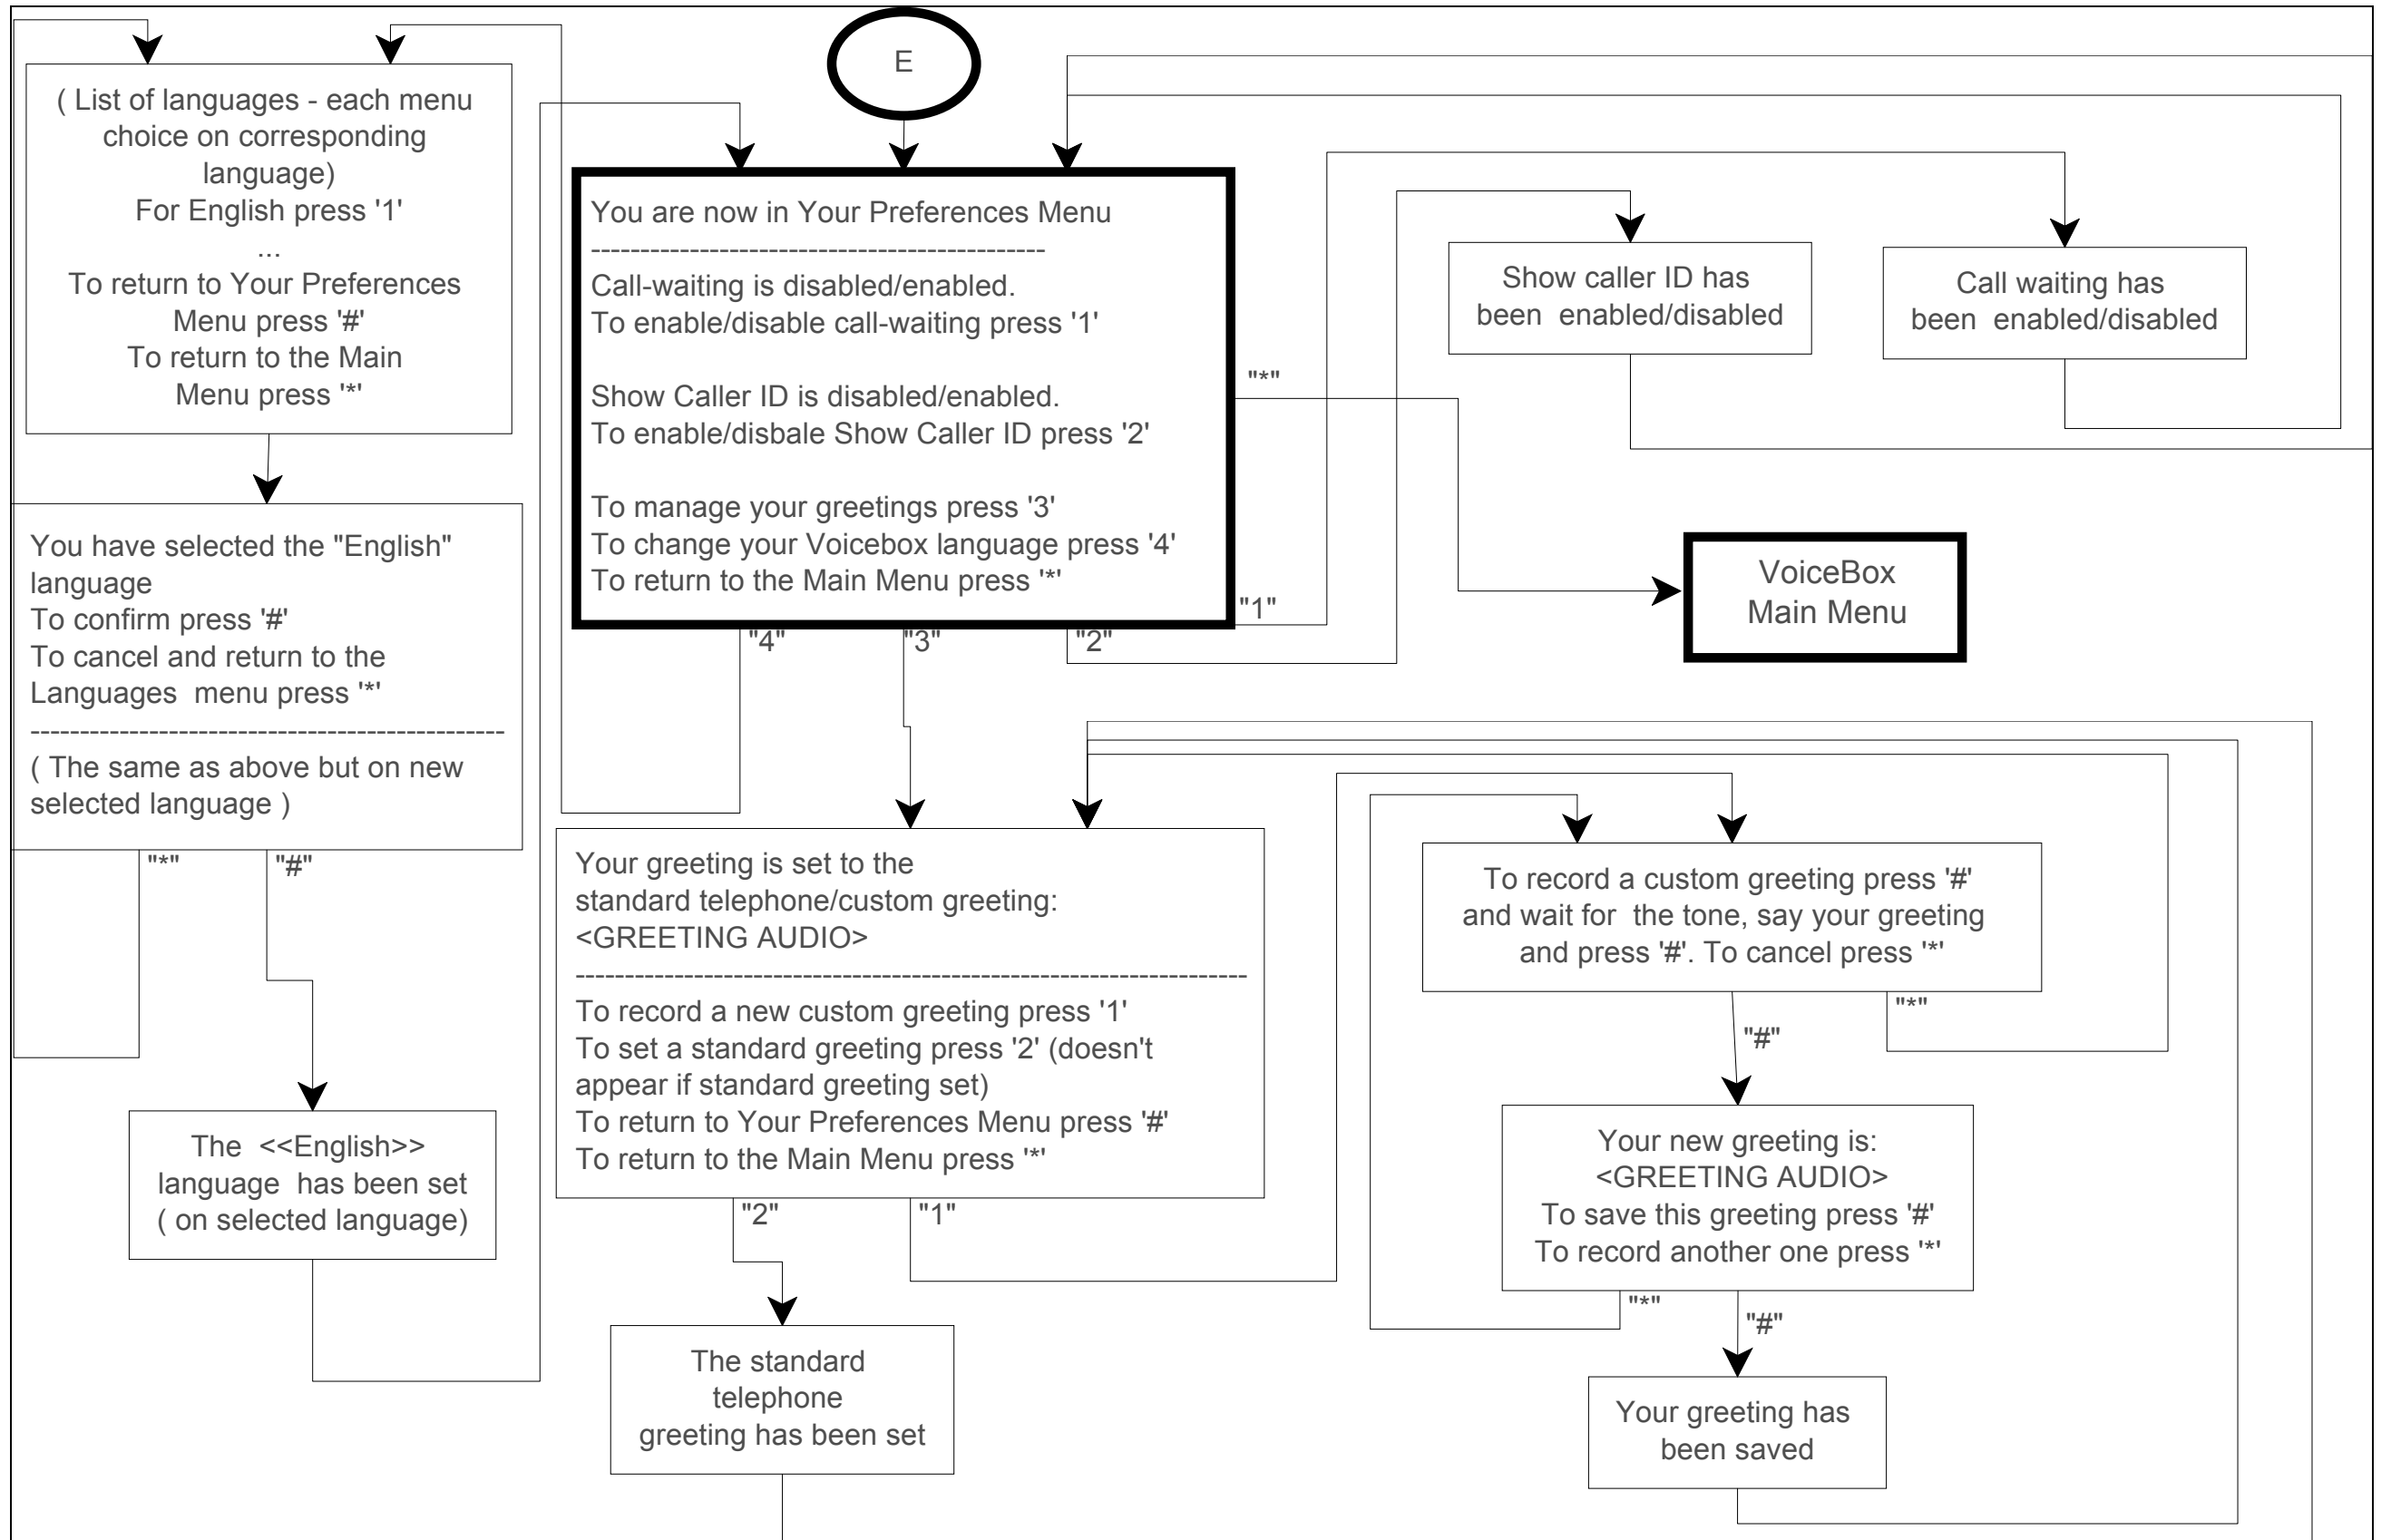 E
( List of languages - each menu
choice on corresponding
language)
For English press '1'
...
To return to Your Preferences
Menu press '#'
To return to the Main
Menu press '*'
You are now in Your Preferences Menu
----------------------------------------------
Call-waiting is disabled/enabled.
To enable/disable call-waiting press '1'
Show Caller ID is disabled/enabled.
To enable/disbale Show Caller ID press '2'
To manage your greetings press '3'
To change your Voicebox language press '4'
To return to the Main Menu press '*'
"*"
"1"
"4"
"3"
"2"
Show caller ID has
been enabled/disabled
Call waiting has
been enabled/disabled
VoiceBox
Main Menu
You have selected the "English"
language
To confirm press '#'
To cancel and return to the
Languages menu press '*'
------------------------------------------------
( The same as above but on new
selected language )
"*"
"#"
The <<English>>
language has been set
( on selected language)
Your greeting is set to the
standard telephone/custom greeting:
<GREETING AUDIO>
--------------------------------------------------------------------
To record a new custom greeting press '1'
To set a standard greeting press '2' (doesn't
appear if standard greeting set)
To return to Your Preferences Menu press '#'
To return to the Main Menu press '*'
"2"
"1"
The standard
telephone
greeting has been set
To record a custom greeting press '#'
and wait for the tone, say your greeting
and press '#'. To cancel press '*'
"*"
"#"
Your new greeting is:
<GREETING AUDIO>
To save this greeting press '#'
To record another one press '*'
"*"
"#"
Your greeting has
been saved